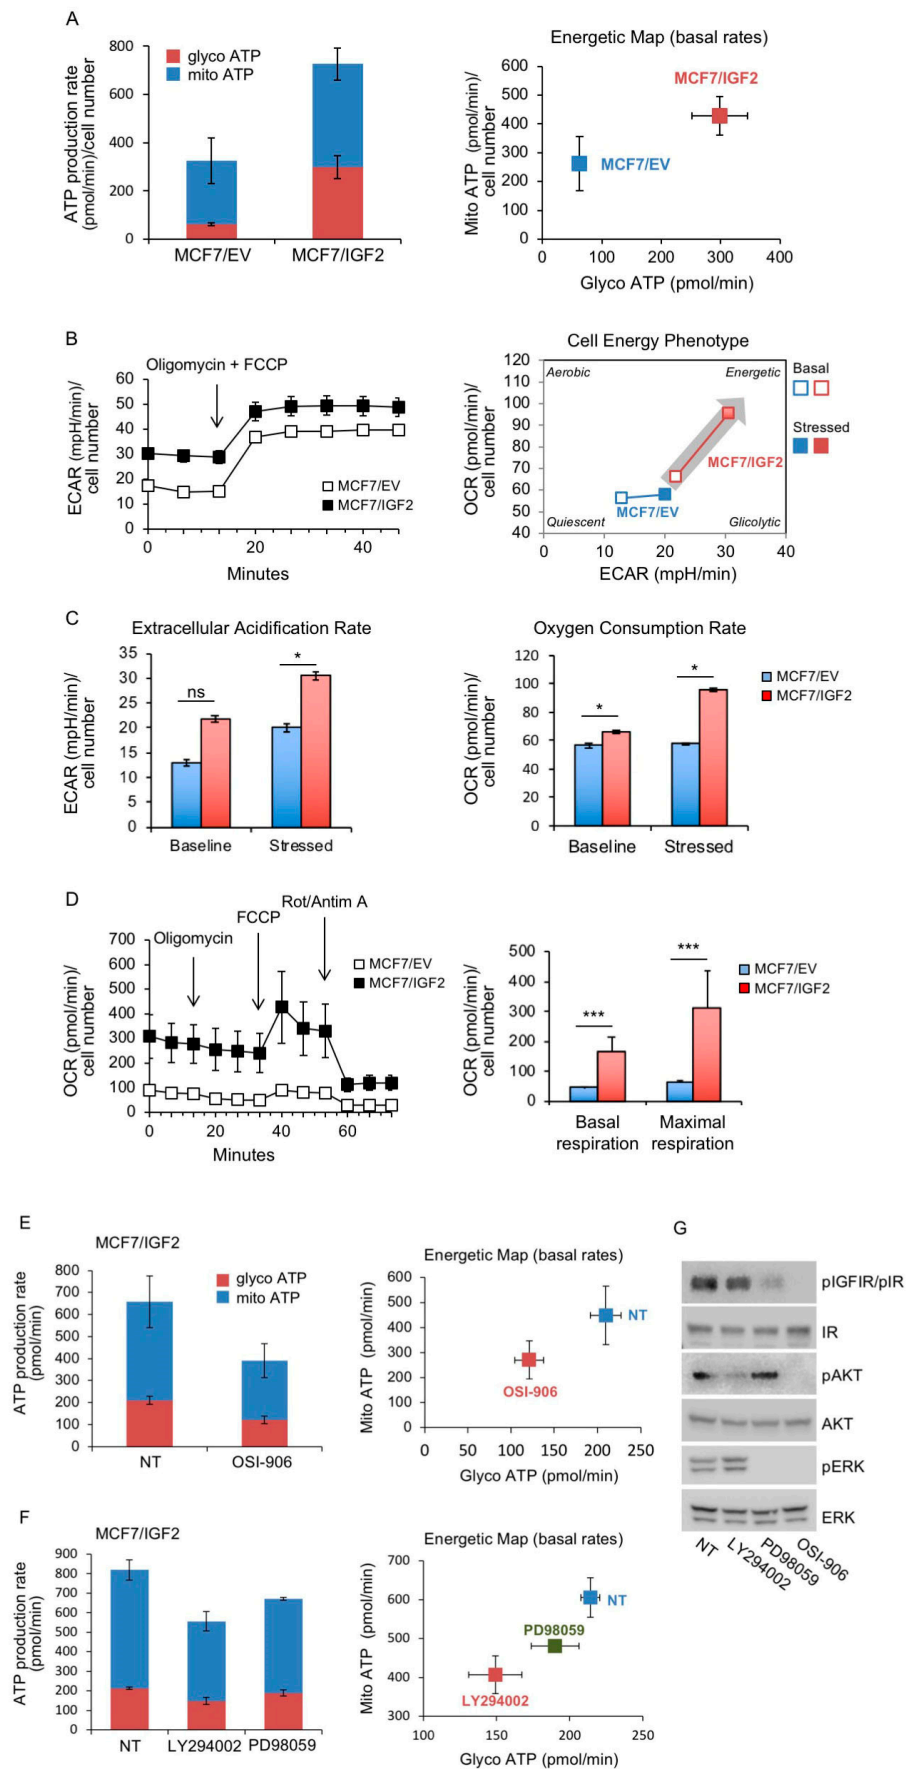 A
ATP production rate
(pmol/min)/cell number
800
600
400
200
0
glyco ATP
mito ATP
MCF7/EV
MCF7/IGF2
Energetic Map (basal rates)
Mito ATP (pmol/min)/
cell number
600
500
400
300
200
100
0
MCF7/IGF2
MCF7/EV
0 100 200 300 400
Glyco ATP (pmol/min)
B
Oligomycin + FCCP
ECAR (mpH/min)/
cell number
60
50
40
30
20
10
0
MCF7/EV
MCF7/IGF2
0 20 40
Minutes
Cell Energy Phenotype
OCR (pmol/min)/
cell number
120
110
100
90
80
70
60
50
40
Aerobic
Energetic
MCF7/IGF2
MCF7/EV
Quiescent
Glicolytic
0 10 20 30 40
ECAR (mpH/min)
Basal
Stressed
C
Extracellular Acidification Rate
ECAR (mpH/min)/
cell number
35
30
25
20
15
10
5
0
ns
*
Baseline
Stressed
Oxygen Consumption Rate
OCR (pmol/min)/
cell number
120
100
80
60
40
20
0
*
*
Baseline
Stressed
MCF7/EV
MCF7/IGF2
D
OCR (pmol/min)/
cell number
700
600
500
400
300
200
100
0
Oligomycin
FCCP
Rot/Antim A
MCF7/EV
MCF7/IGF2
0 20 40 60
Minutes
OCR (pmol/min)/
cell number
500
400
300
200
100
0
***
***
MCF7/EV
MCF7/IGF2
Basal
respiration
Maximal
respiration
E
MCF7/IGF2
ATP production rate
(pmol/min)
800
700
600
500
400
300
200
100
0
glyco ATP
mito ATP
NT
OSI-906
Energetic Map (basal rates)
Mito ATP (pmol/min)
600
500
400
300
200
100
0
NT
OSI-906
0 50 100 150 200 250
Glyco ATP (pmol/min)
F
MCF7/IGF2
ATP production rate
(pmol/min)
900
800
700
600
500
400
300
200
100
0
NT
LY294002
PD98059
Energetic Map (basal rates)
Mito ATP (pmol/min)
700
600
500
400
300
NT
PD98059
LY294002
100 150 200 250
Glyco ATP (pmol/min)
G
pIGFIR/pIR
IR
pAKT
AKT
pERK
ERK
NT
LY294002
PD98059
OSI-906